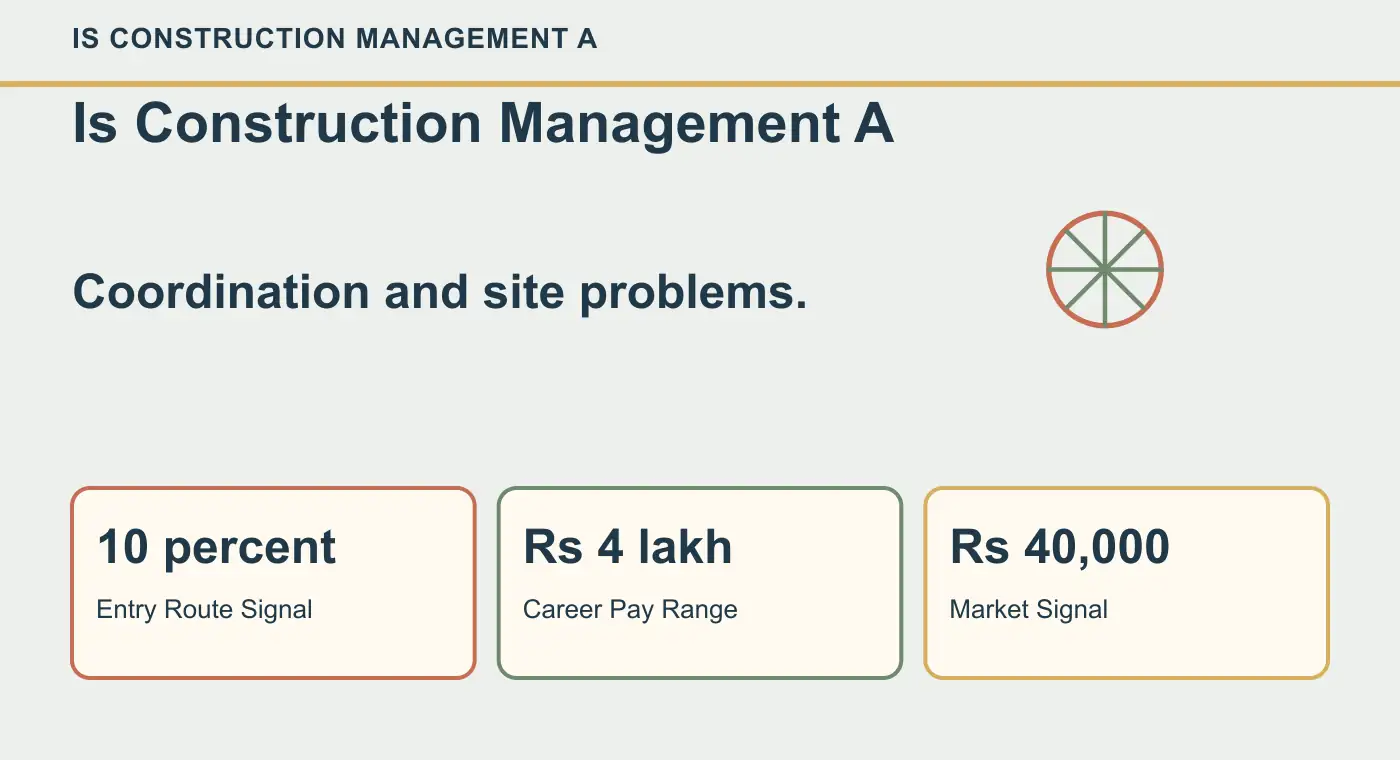 IS CONSTRUCTION MANAGEMENT A
Is Construction Management A
Coordination and site problems.
10 percent
Entry Route Signal
Rs 4 lakh
Career Pay Range
Rs 40,000
Market Signal